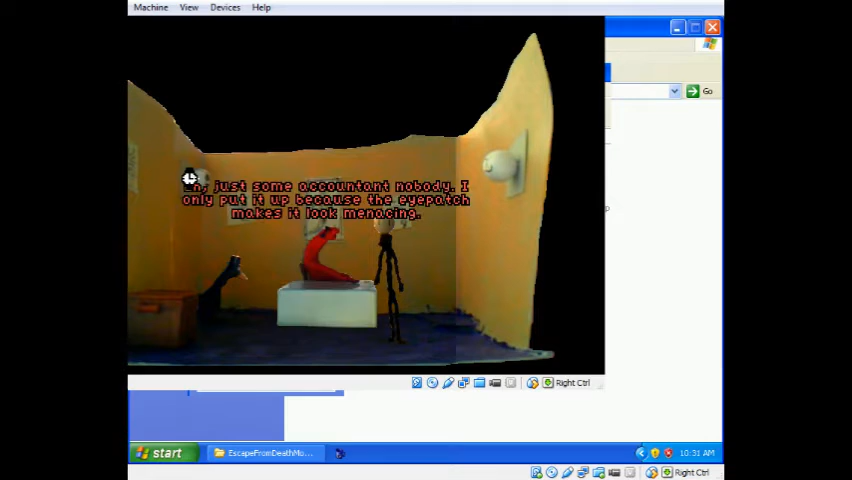 Machine View Devices Help
Go
just some accountant nobody. I
only put it up because the eyepatch
makes it look menacing.
Right Ctrl
start
EscapeFromDeathMo...
10:31 AM
Right Ctrl